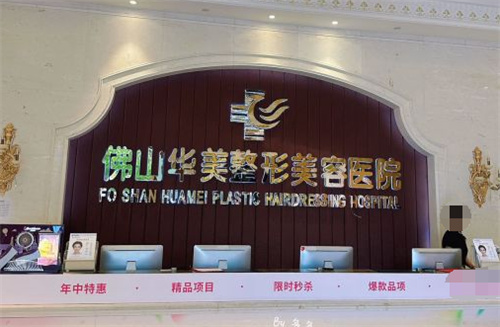 佛山华美整形美容医院
FO SHAN HUAMEI PLASTIC HAIRDRESSING HOSPITAL
年中特惠 · 精品项目 · 限时秒杀 · 爆款品项